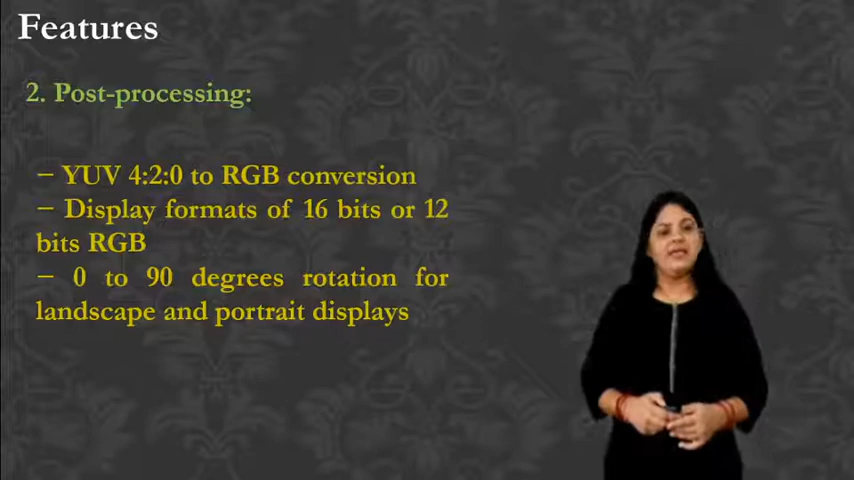 Features
2. Post-processing:
– YUV 4:2:0 to RGB conversion
– Display formats of 16 bits or 12
bits RGB
– 0 to 90 degrees rotation for
landscape and portrait displays